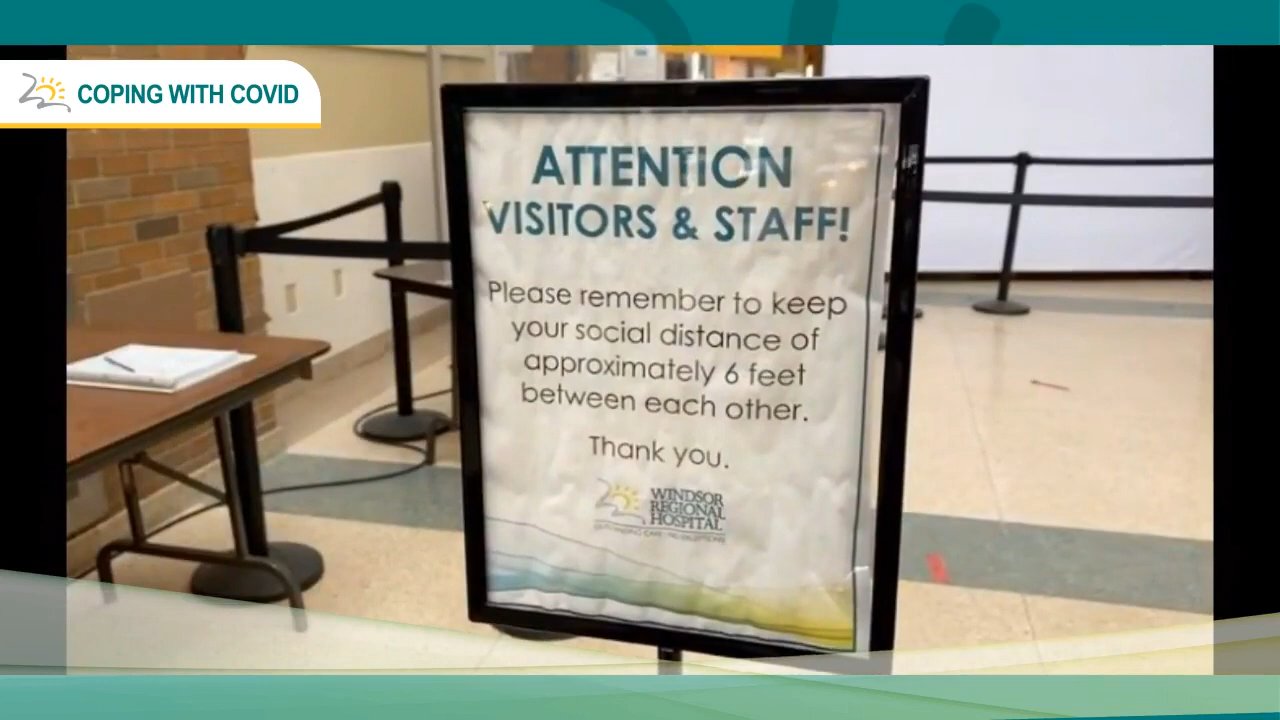 COPING WITH COVID
ATTENTION
VISITORS & STAFF!
Please remember to keep
your social distance of
approximately 6 feet
between each other.
Thank you.
WINDSOR
REGIONAL
HOSPITAL